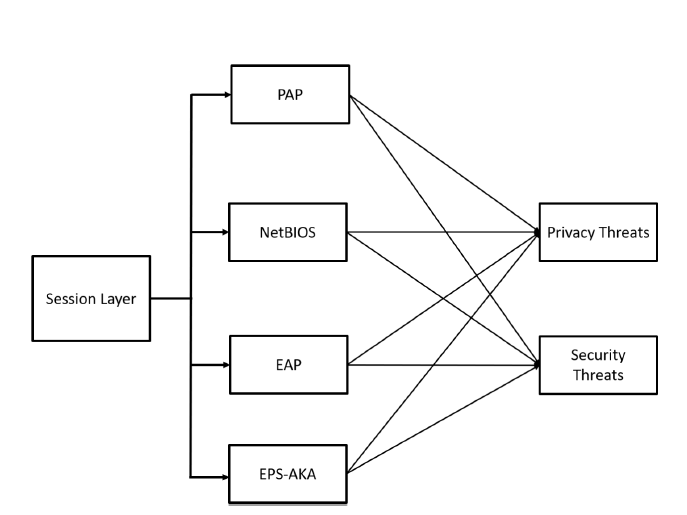 PAP
NetBIOS
Privacy Threats
Session Layer
EAP
Security
Threats
EPS-AKA